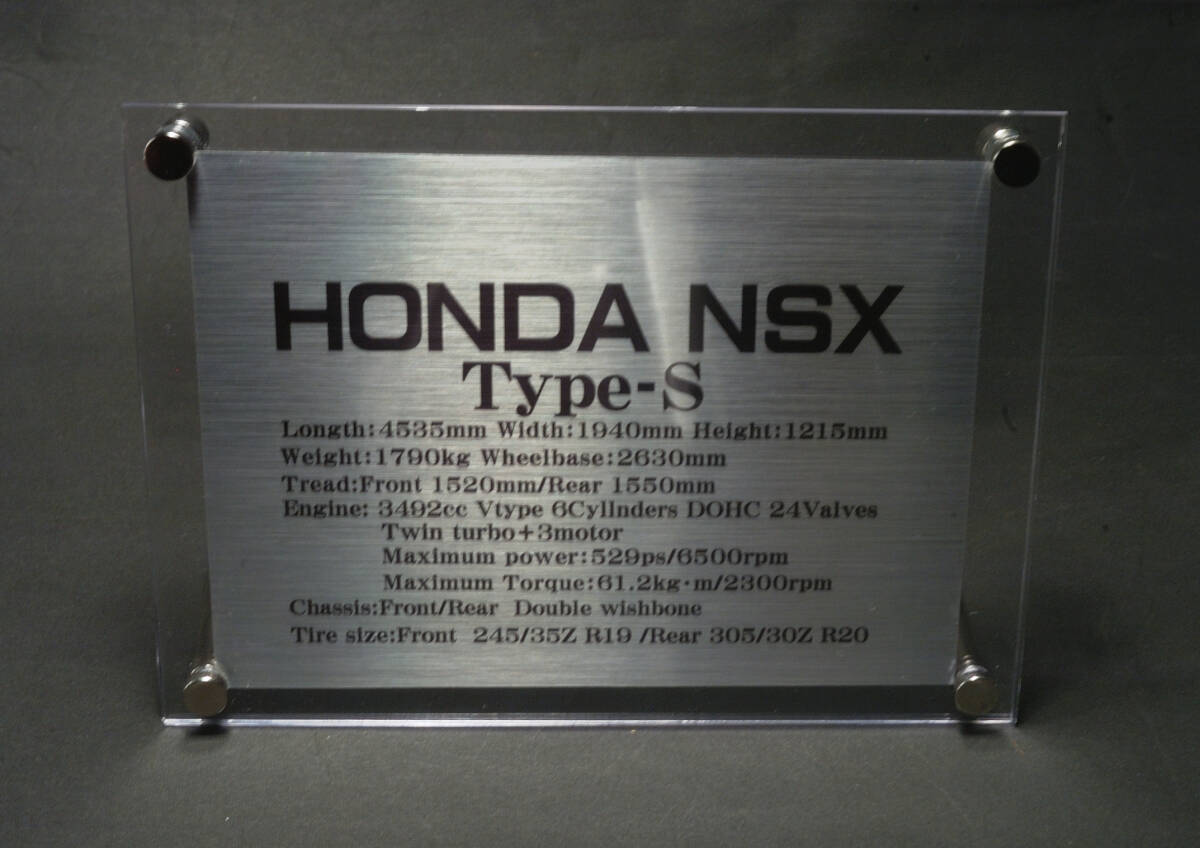 HONDA NSX
Type-S
Longth:4535mm Width:1940mm Height:1215mm
Weight:1790kg Wheelbase:2630mm
Tread:Front 1520mm/Rear 1550mm
Engine: 3492cc Vtype 6Cyllnders DOHC 24Valves
Twin turbo+3motor
Maximum power:529ps/6500rpm
Maximum Torque:61.2kg·m/2300rpm
Chassis:Front/Rear Double wishbone
Tire size:Front 245/35Z R19 /Rear 305/30Z R20